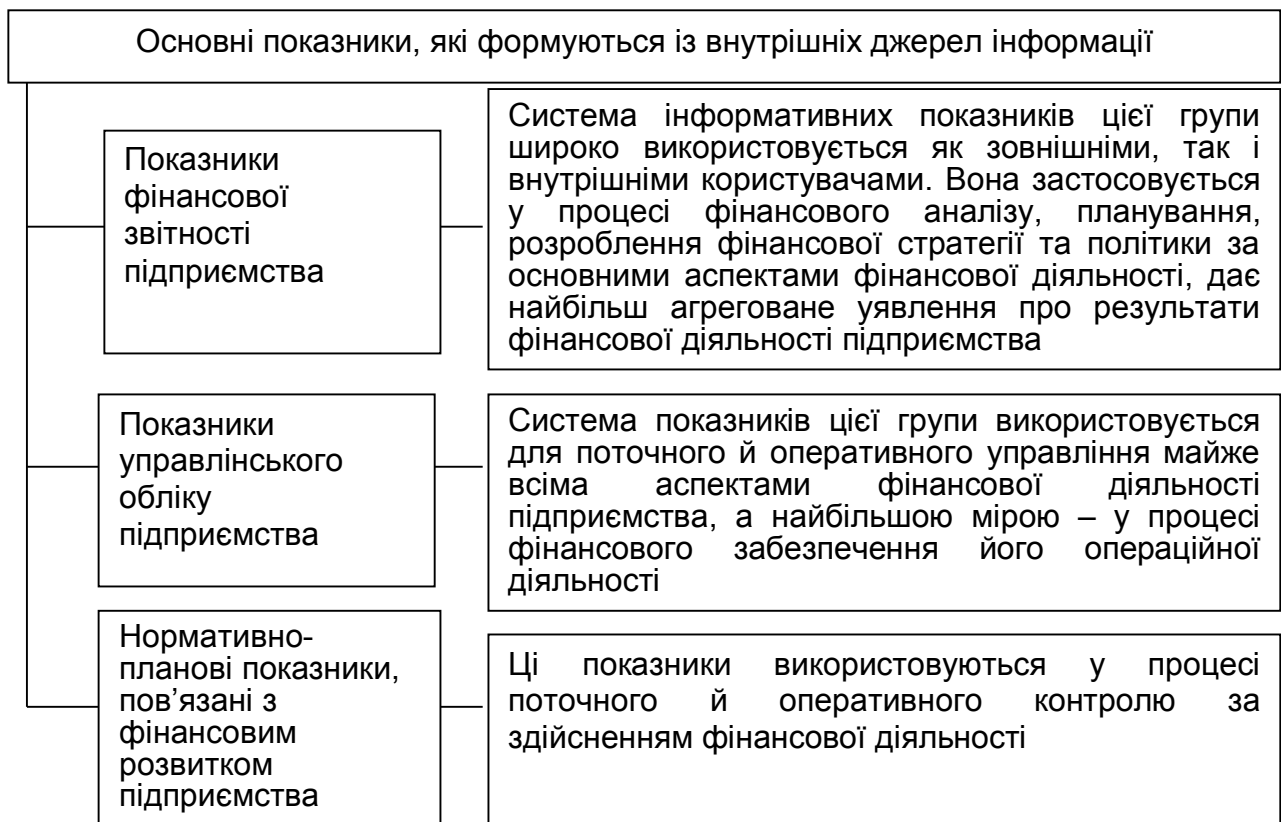 Основні показники, які формуються із внутрішніх джерел інформації
Показники
фінансової
звітності
підприємства
Система інформативних показників цієї групи
широко використовується як зовнішніми, так і
внутрішніми користувачами. Вона застосовується
у процесі фінансового аналізу, планування,
розроблення фінансової стратегії та політики за
основними аспектами фінансової діяльності, дає
найбільш агреговане уявлення про результати
фінансової діяльності підприємства
Показники
управлінського
обліку
підприємства
Система показників цієї групи використовується
для поточного й оперативного управління майже
всіма аспектами фінансової діяльності
підприємства, а найбільшою мірою – у процесі
фінансового забезпечення його операційної
діяльності
Нормативно-
планові показники,
пов’язані з
фінансовим
розвитком
підприємства
Ці показники використовуються у процесі
поточного й оперативного контролю за
здійсненням фінансової діяльності